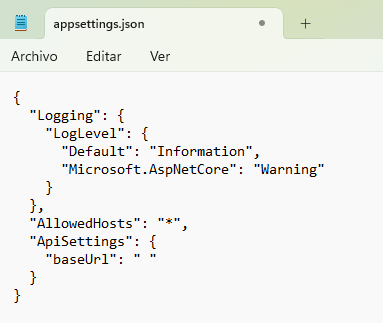 appsettings.json
Archivo Editar Ver
{
  "Logging": {
    "LogLevel": {
      "Default": "Information",
      "Microsoft.AspNetCore": "Warning"
    }
  },
  "AllowedHosts": "*",
  "ApiSettings": {
    "baseUrl": " "
  }
}